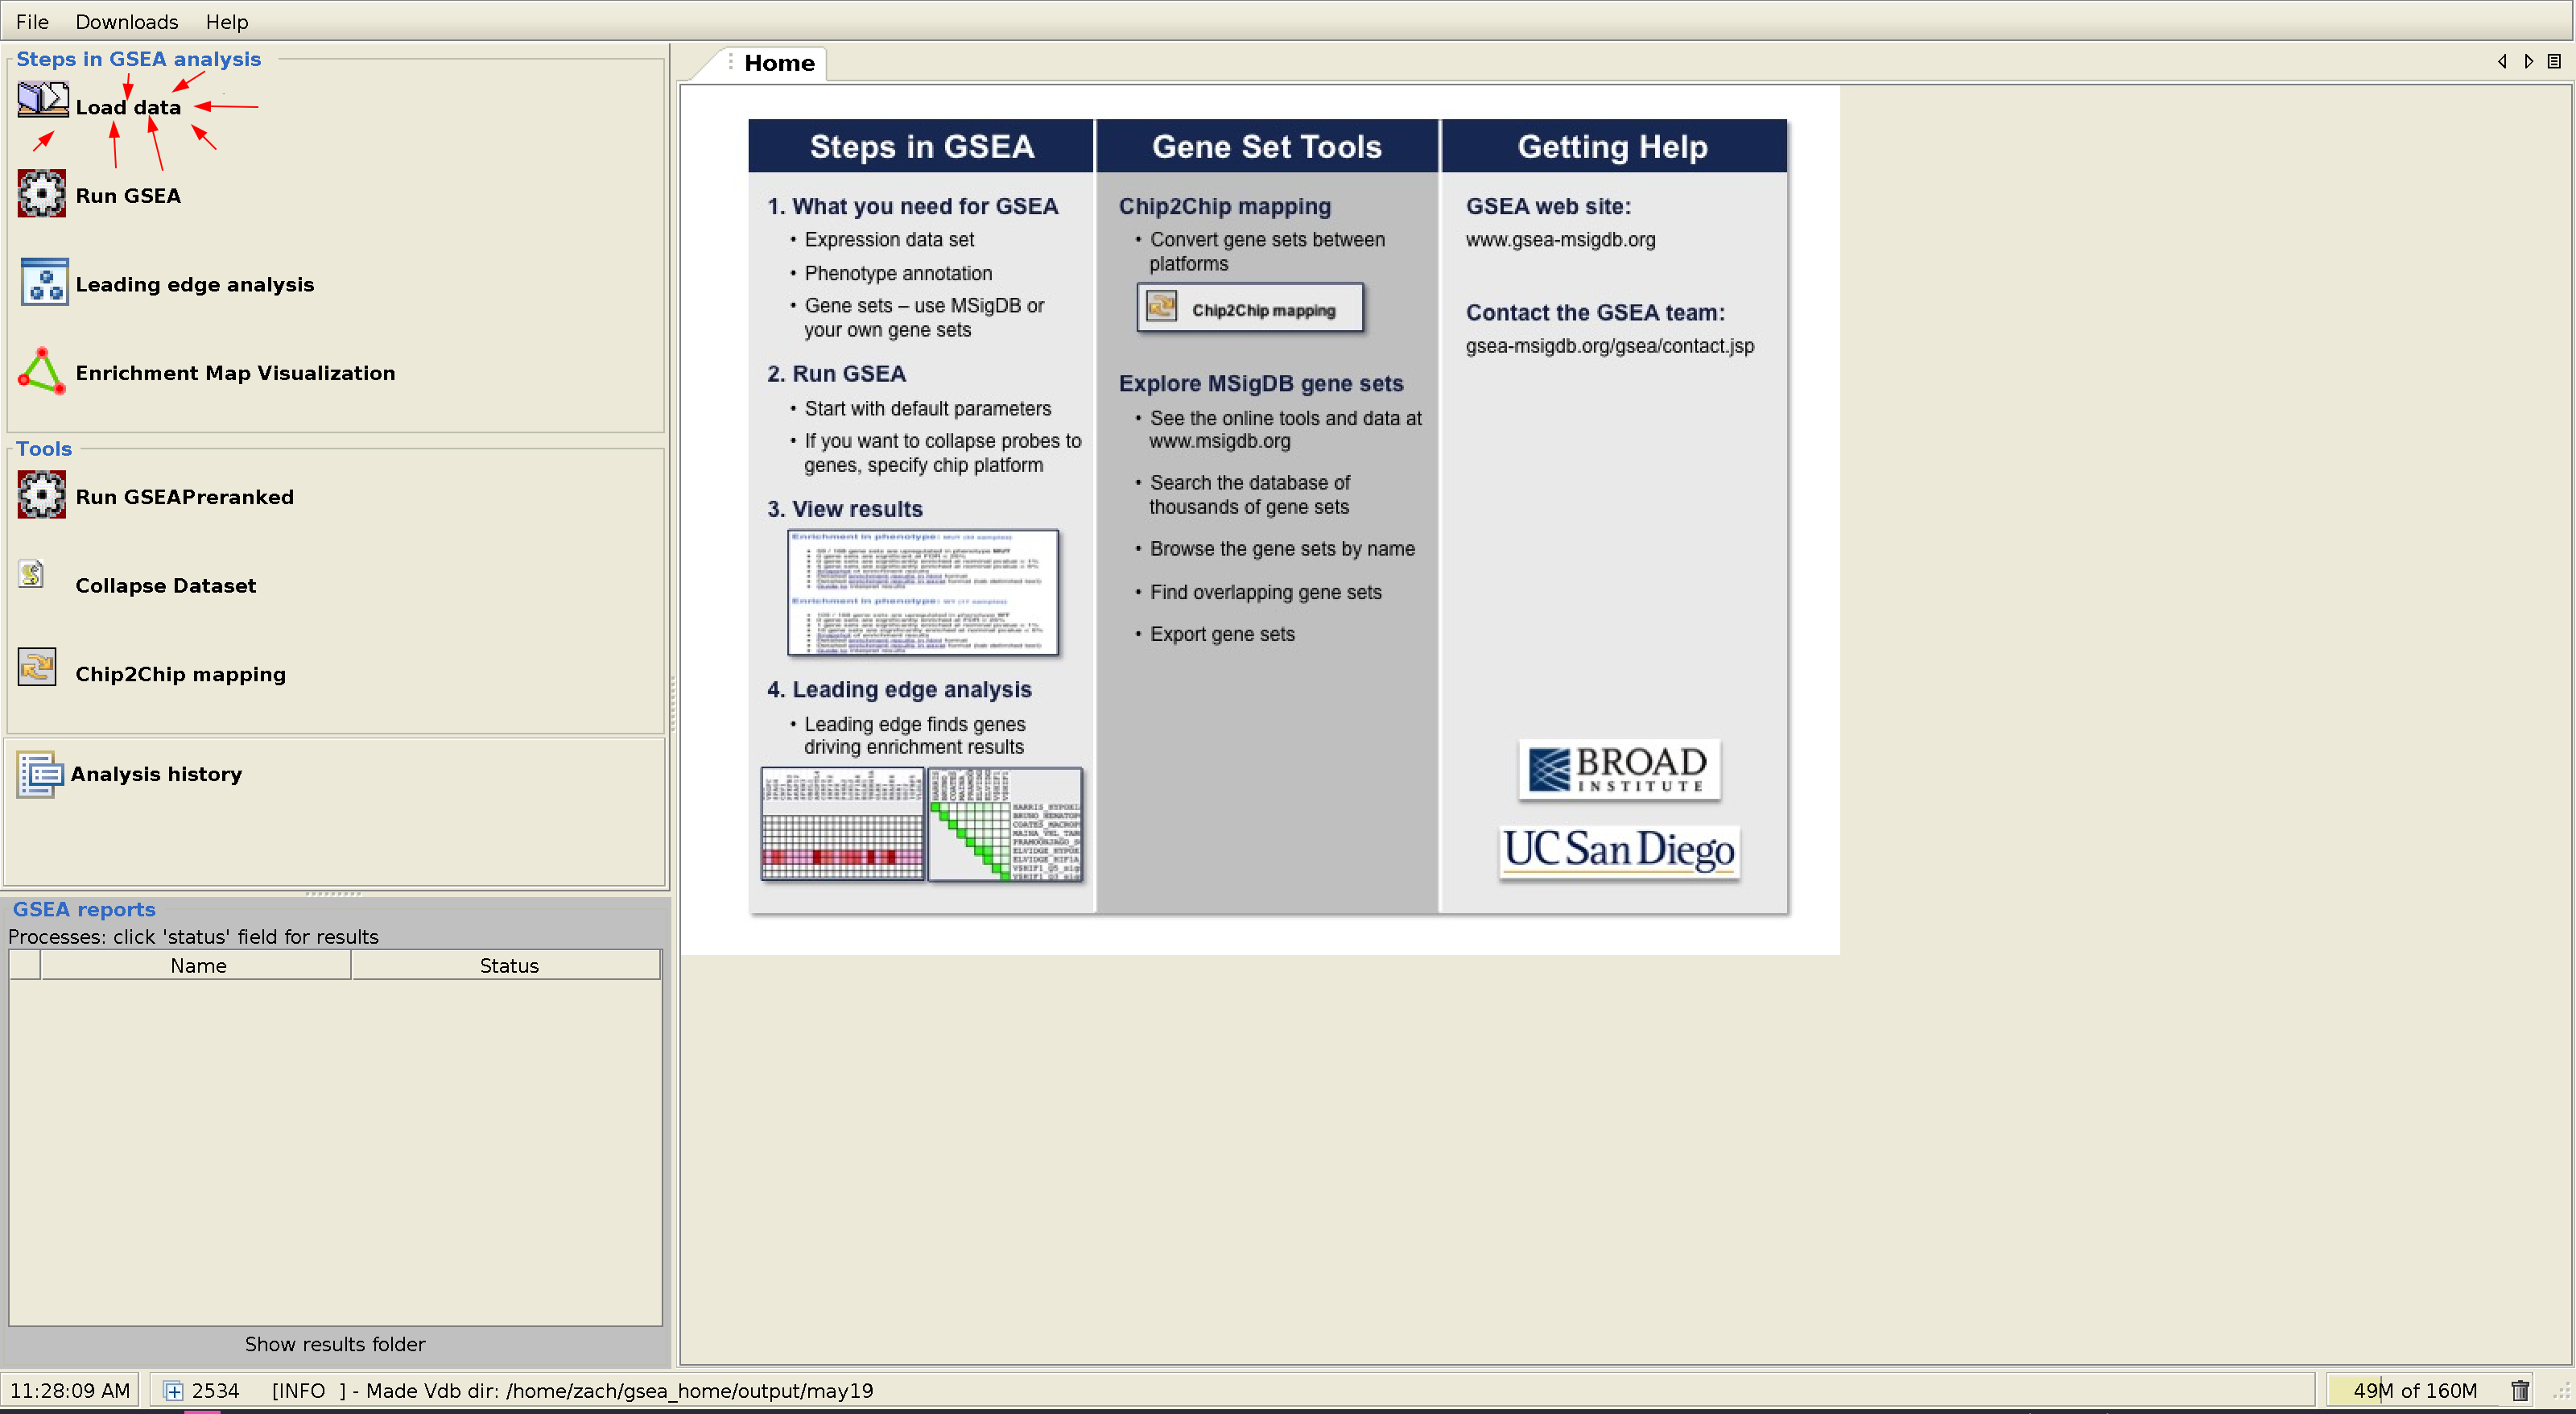 File Downloads Help
Steps in GSEA analysis
Load data
Run GSEA
Leading edge analysis
Enrichment Map Visualization
Tools
Run GSEAPreranked
Collapse Dataset
Chip2Chip mapping
Analysis history
GSEA reports
Processes: click 'status' field for results
Name Status
Show results folder
Home
Steps in GSEA
1. What you need for GSEA
• Expression data set
• Phenotype annotation
• Gene sets – use MSigDB or
your own gene sets
2. Run GSEA
• Start with default parameters
• If you want to collapse probes to
genes, specify chip platform
3. View results
Enrichment in phenotype:
Enrichment in phenotype:
4. Leading edge analysis
• Leading edge finds genes
driving enrichment results
Gene Set Tools
Chip2Chip mapping
• Convert gene sets between
platforms
Chip2Chip mapping
Explore MSigDB gene sets
• See the online tools and data at
www.msigdb.org
• Search the database of
thousands of gene sets
• Browse the gene sets by name
• Find overlapping gene sets
• Export gene sets
Getting Help
GSEA web site:
www.gsea-msigdb.org
Contact the GSEA team:
gsea-msigdb.org/gsea/contact.jsp
BROAD
INSTITUTE
UC San Diego
11:28:09 AM 2534 [INFO ] - Made Vdb dir: /home/zach/gsea_home/output/may19 49M of 160M